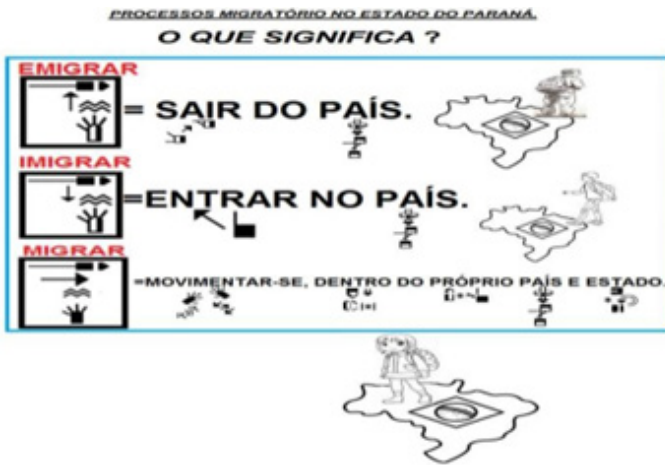 PROCESSOS MIGRATÓRIO NO ESTADO DO PARANÁ.
O QUE SIGNIFICA ?
EMIGRAR
= SAIR DO PAÍS.
IMIGRAR
=ENTRAR NO PAÍS.
MIGRAR
=MOVIMENTAR-SE, DENTRO DO PRÓPRIO PAÍS E ESTADO.